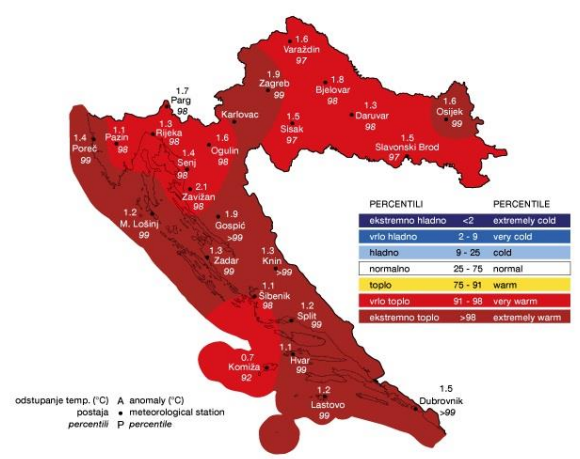 1.6
Varaždin
97
1.9
Zagreb
99
1.8
Bjelovar
98
1.7
Parg
98
Karlovac
1.6
Osijek
99
1.3
Daruvar
98
1.5
Sisak
97
1.4
Poreč
99
1.1
Pazin
98
1.3
Rijeka
98
1.6
Ogulin
98
1.5
Slavonski Brod
97
1.4
Senj
98
2.1
Zavižan
98
1.2
M. Lošinj
99
1.9
Gospić
>99
1.3
Zadar
99
1.3
Knin
>99
1.1
Šibenik
98
1.2
Split
99
0.7
Komiža
92
1.1
Hvar
99
1.2
Lastovo
99
1.5
Dubrovnik
>99
PERCENTILI PERCENTILE
ekstremno hladno <2 extremely cold
vrlo hladno 2 - 9 very cold
hladno 9 - 25 cold
normalno 25 - 75 normal
toplo 75 - 91 warm
vrlo toplo 91 - 98 very warm
ekstremno toplo >98 extremely warm
odstupanje temp. (°C) A anomaly (°C)
postaja • meteorological station
percentili P percentile